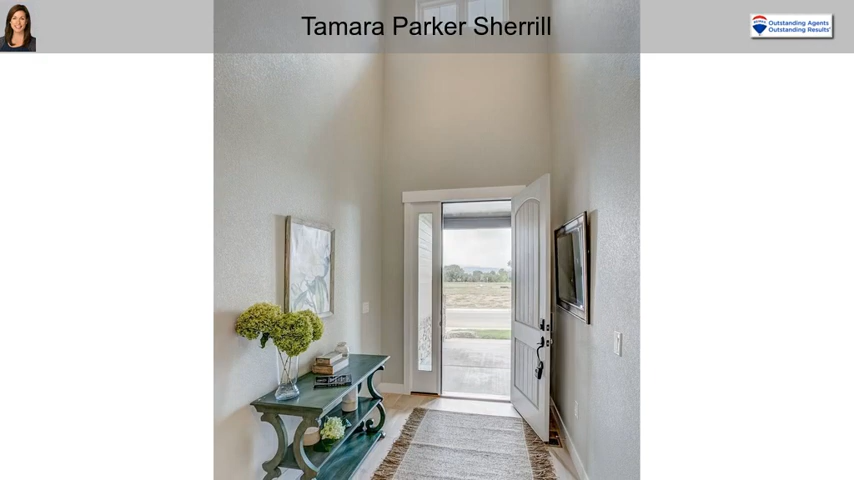 Tamara Parker Sherrill
Outstanding Agents
Outstanding Results